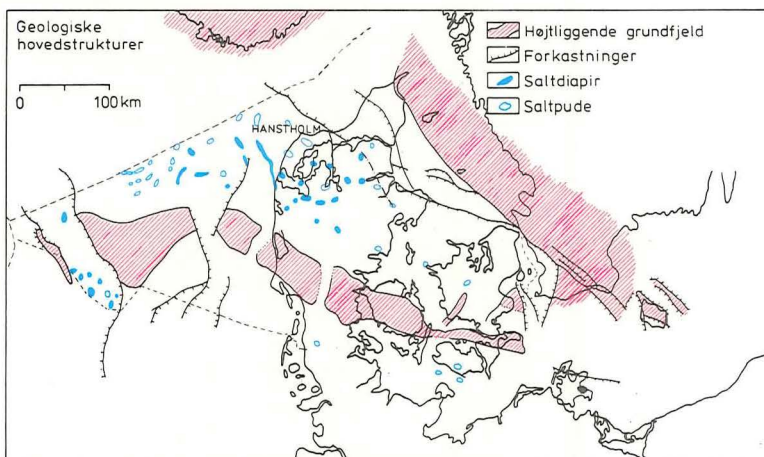 Geologiske
hovedstrukturer
0 100 km
HANSTHOLM
Højtliggende grundfjeld
Forkastninger
Saltdiapir
Saltpude